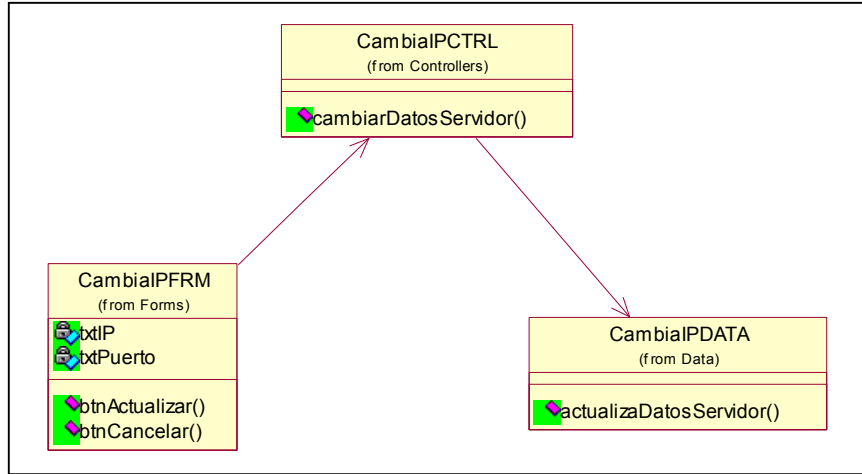 CambiaIPCTRL
(from Controllers)
cambiarDatosServidor()
CambiaIPFRM
(from Forms)
txtIP
txtPuerto
btnActualizar()
btnCancelar()
CambiaIPDATA
(from Data)
actualizaDatosServidor()